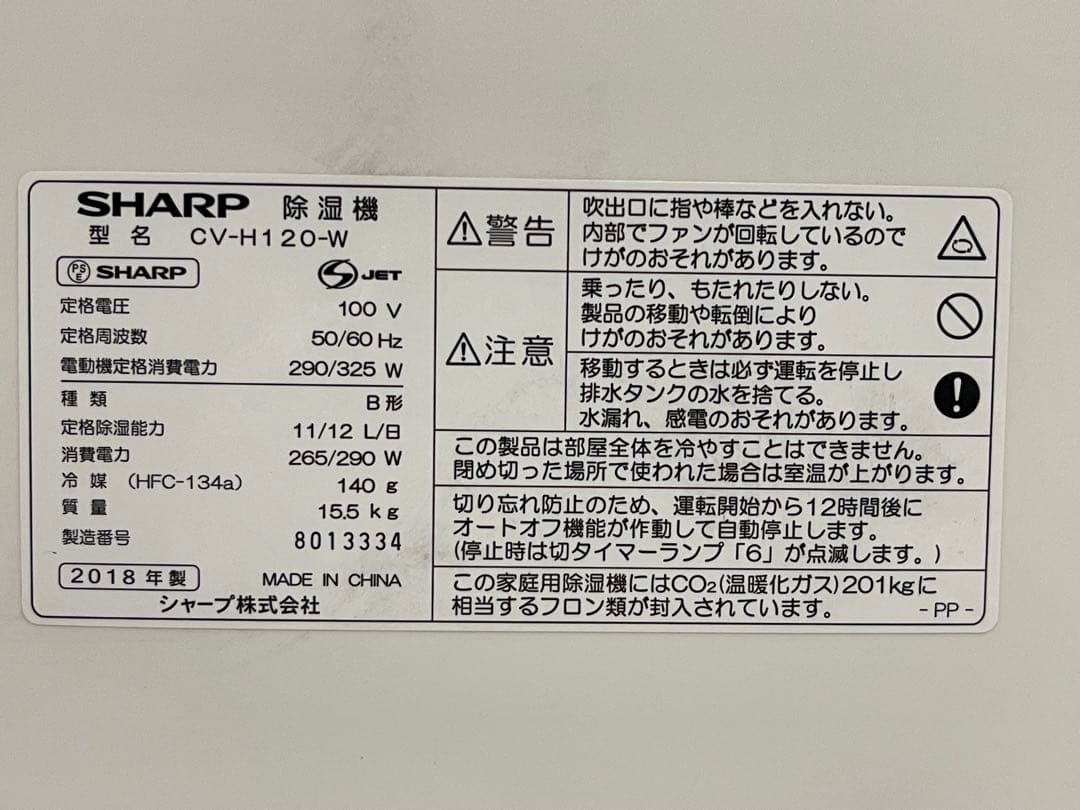 SHARP 除湿機
型名 CV-H120-W
PSE SHARP
S JET
定格電圧 100 V
定格周波数 50/60 Hz
電動機定格消費電力 290/325 W
種類 B形
定格除湿能力 11/12 L/日
消費電力 265/290 W
冷媒 (HFC-134a) 140 g
質量 15.5 kg
製造番号 8013334
2018年製 MADE IN CHINA
シャープ株式会社
警告
吹出口に指や棒などを入れない。
内部でファンが回転しているので
けがのおそれがあります。
注意
乗ったり、もたれたりしない。
製品の移動や転倒により
けがのおそれがあります。
移動するときは必ず運転を停止し
排水タンクの水を捨てる。
水漏れ、感電のおそれがあります。
この製品は部屋全体を冷やすことはできません。
閉め切った場所で使われた場合は室温が上がります。
切り忘れ防止のため、運転開始から12時間後に
オートオフ機能が作動して自動停止します。
(停止時は切タイマーランプ「6」が点滅します。)
この家庭用除湿機にはCO₂(温暖化ガス)201kgに
相当するフロン類が封入されています。 -PP-